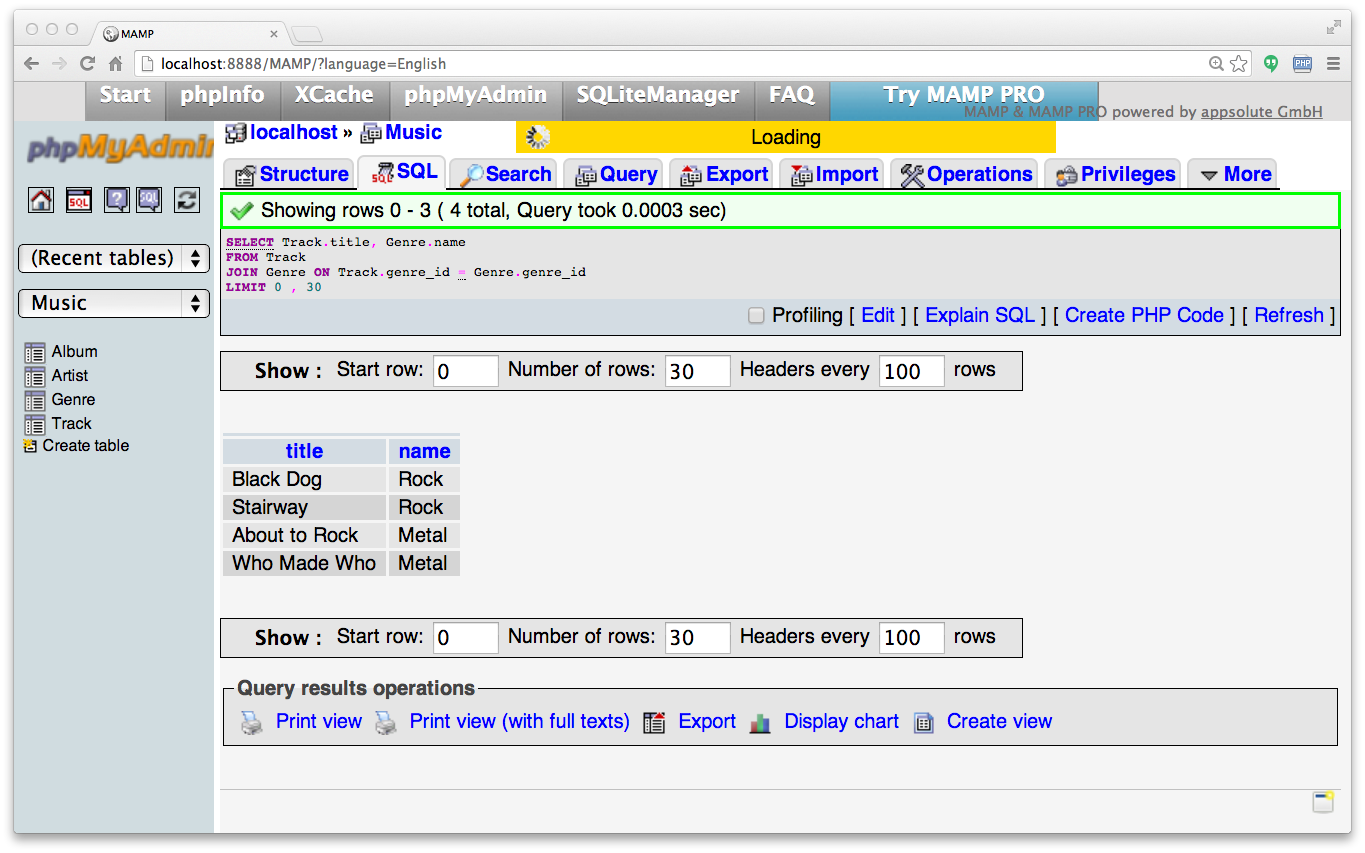 MAMP
localhost:8888/MAMP/?language=English
PHP
Start phpInfo XCache phpMyAdmin SQLiteManager FAQ Try MAMP PRO
MAMP & MAMP PRO powered by appsolute GmbH
phpMyAdmin
localhost » Music
Loading
Structure SQL Search Query Export Import Operations Privileges More
SQL
SQL
Showing rows 0 - 3 ( 4 total, Query took 0.0003 sec)
SELECT Track.title, Genre.name
FROM Track
JOIN Genre ON Track.genre_id = Genre.genre_id
LIMIT 0 , 30
Profiling [ Edit ] [ Explain SQL ] [ Create PHP Code ] [ Refresh ]
(Recent tables)
Music
Album
Artist
Genre
Track
Create table
Show : Start row: 0 Number of rows: 30 Headers every 100 rows
title name
Black Dog Rock
Stairway Rock
About to Rock Metal
Who Made Who Metal
Show : Start row: 0 Number of rows: 30 Headers every 100 rows
Query results operations
Print view Print view (with full texts) Export Display chart Create view